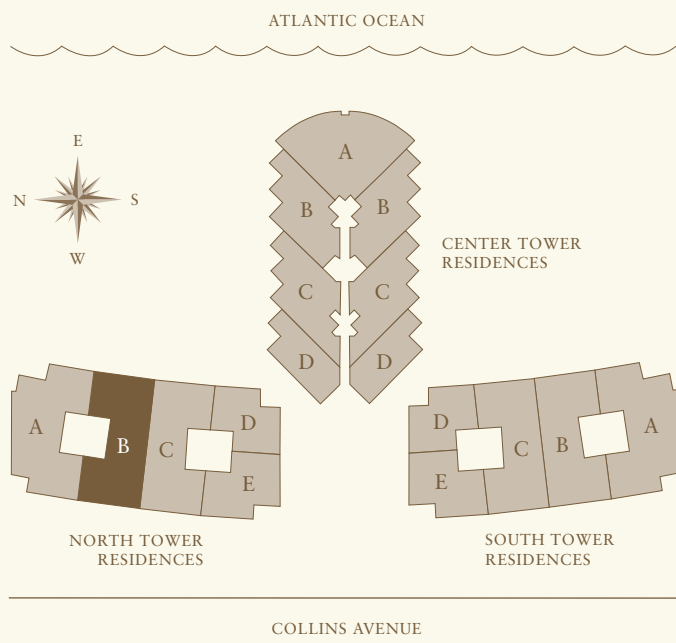 ATLANTIC OCEAN
E
N
S
W
A
B
B
C
C
D
D
CENTER TOWER
RESIDENCES
A
B
C
D
E
NORTH TOWER
RESIDENCES
D
E
C
B
A
SOUTH TOWER
RESIDENCES
COLLINS AVENUE